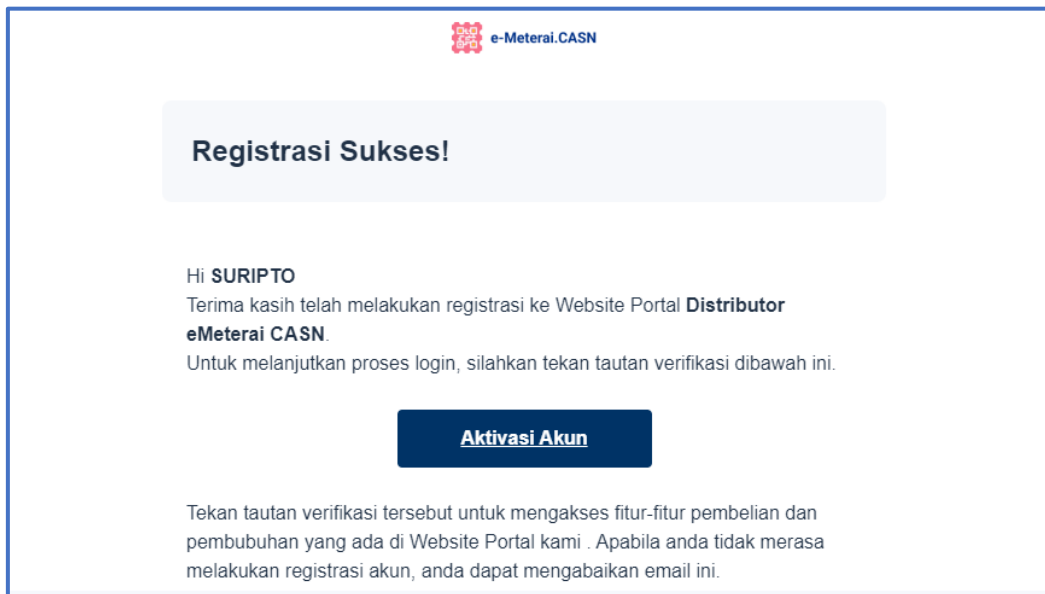 e-Meterai.CASN
Registrasi Sukses!
Hi SURIPTO
Terima kasih telah melakukan registrasi ke Website Portal Distributor
eMeterai CASN.
Untuk melanjutkan proses login, silahkan tekan tautan verifikasi dibawah ini.
Aktivasi Akun
Tekan tautan verifikasi tersebut untuk mengakses fitur-fitur pembelian dan
pembubuhan yang ada di Website Portal kami . Apabila anda tidak merasa
melakukan registrasi akun, anda dapat mengabaikan email ini.